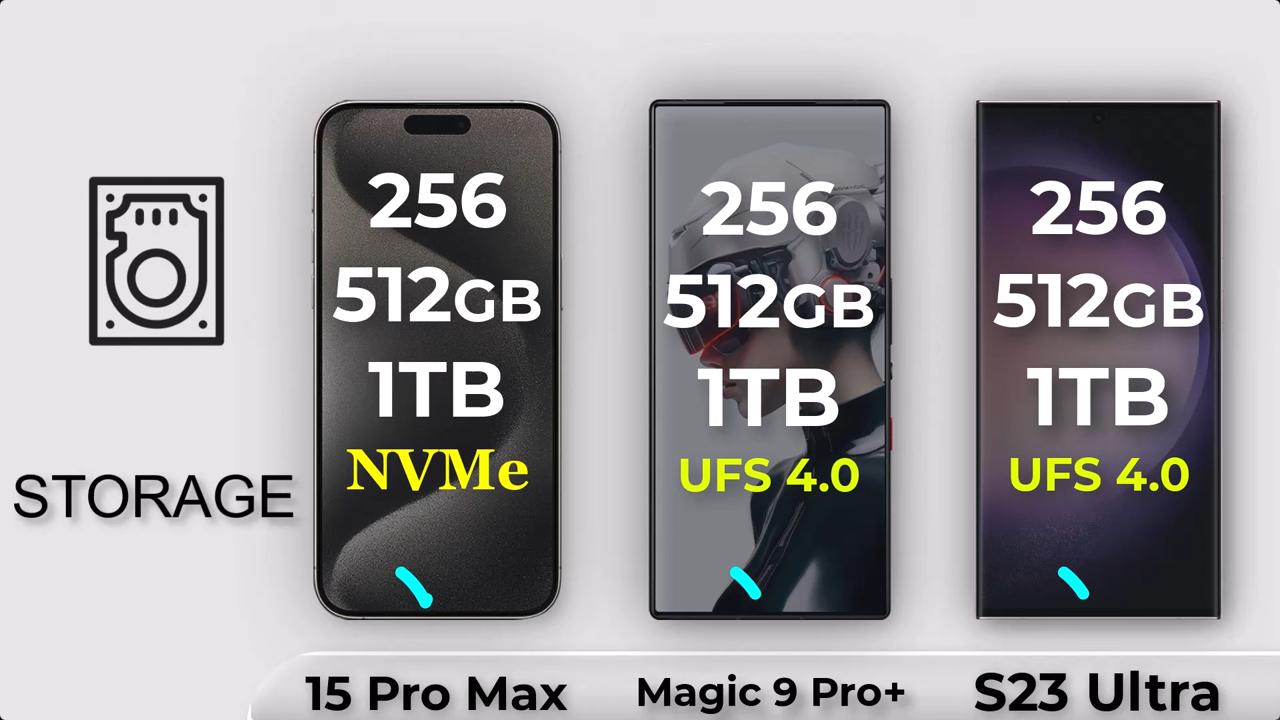 STORAGE
256
512GB
1TB
NVMe
256
512GB
1TB
UFS 4.0
256
512GB
1TB
UFS 4.0
15 Pro Max
Magic 9 Pro+
S23 Ultra